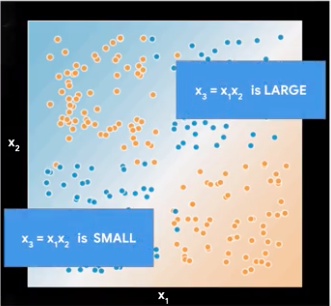 x₃ = x₁x₂ is LARGE
x₂
x₃ = x₁x₂ is SMALL
x₁